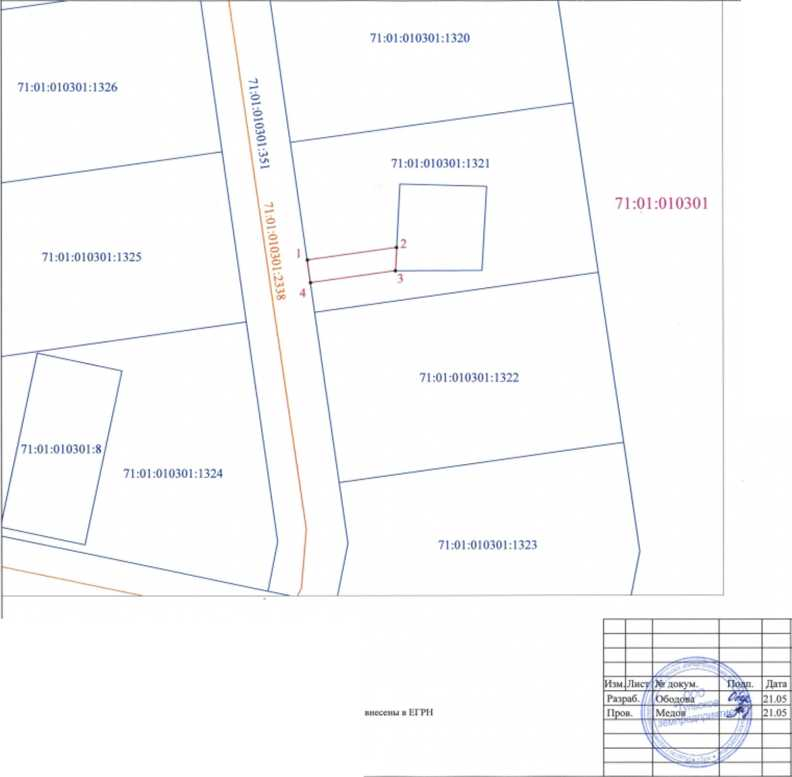 71:01:010301:1320
71:01:010301:1326
71:01:010301:351
71:01:010301:1321
71:01:010301
71:01:010301:2338
1
2
71:01:010301:1325
3
4
71:01:010301:1322
71:01:010301:8
71:01:010301:1324
71:01:010301:1323
внесены в ЕГРН
Изм. Лист № докум. Подп. Дата
Разраб. Ободова 21.05
Пров. Медов 21.05
ООО
"Тульское
землепредприятие"